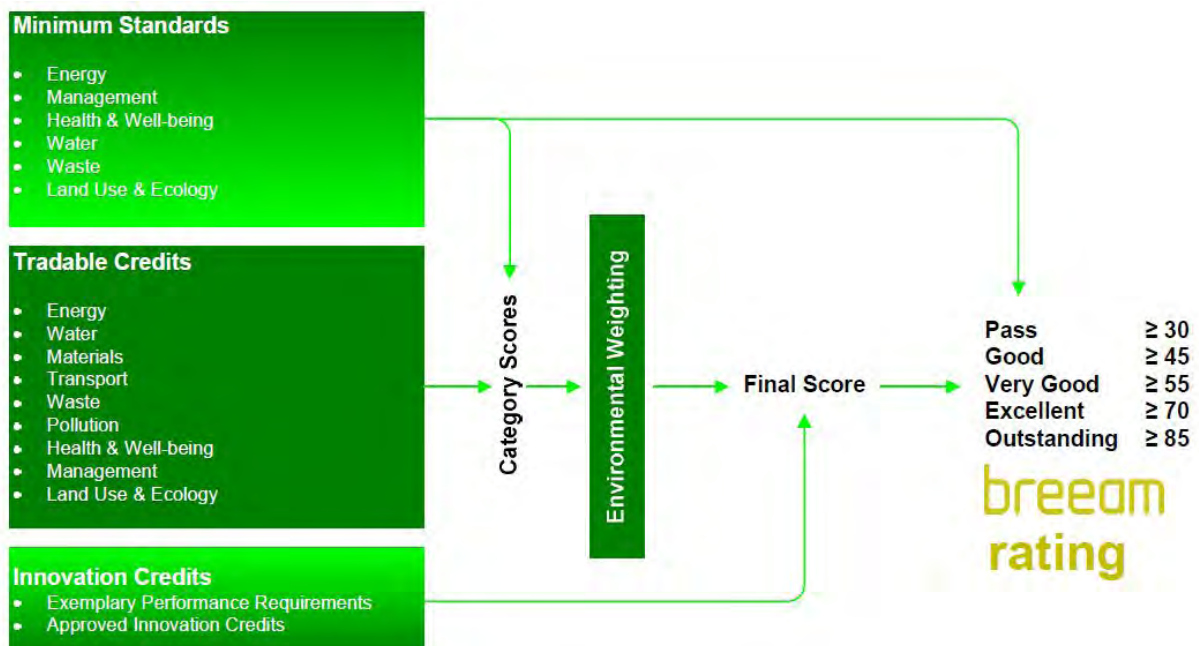 Minimum Standards
• Energy
• Management
• Health & Well-being
• Water
• Waste
• Land Use & Ecology
Tradable Credits
• Energy
• Water
• Materials
• Transport
• Waste
• Pollution
• Health & Well-being
• Management
• Land Use & Ecology
Innovation Credits
• Exemplary Performance Requirements
• Approved Innovation Credits
Category Scores
Environmental Weighting
Final Score
Pass ≥ 30
Good ≥ 45
Very Good ≥ 55
Excellent ≥ 70
Outstanding ≥ 85
breeam
rating